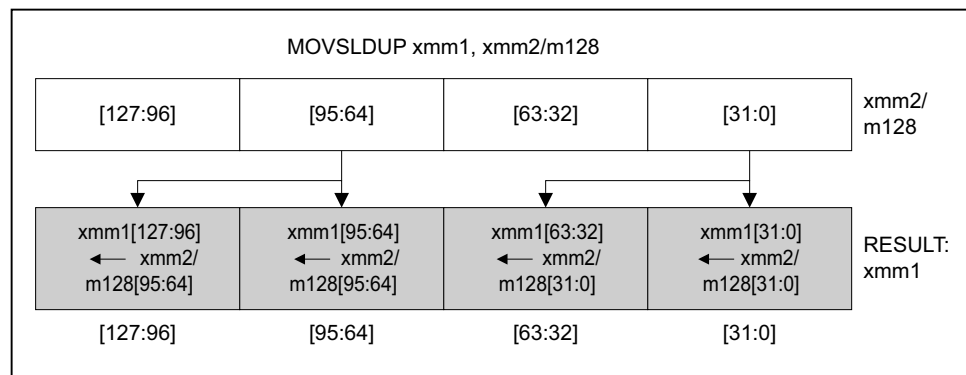 MOVSLDUP xmm1, xmm2/m128
[127:96] [95:64] [63:32] [31:0]
xmm2/
m128
xmm1[127:96]
← xmm2/
m128[95:64]
xmm1[95:64]
← xmm2/
m128[95:64]
xmm1[63:32]
← xmm2/
m128[31:0]
xmm1[31:0]
← xmm2/
m128[31:0]
RESULT:
xmm1
[127:96] [95:64] [63:32] [31:0]